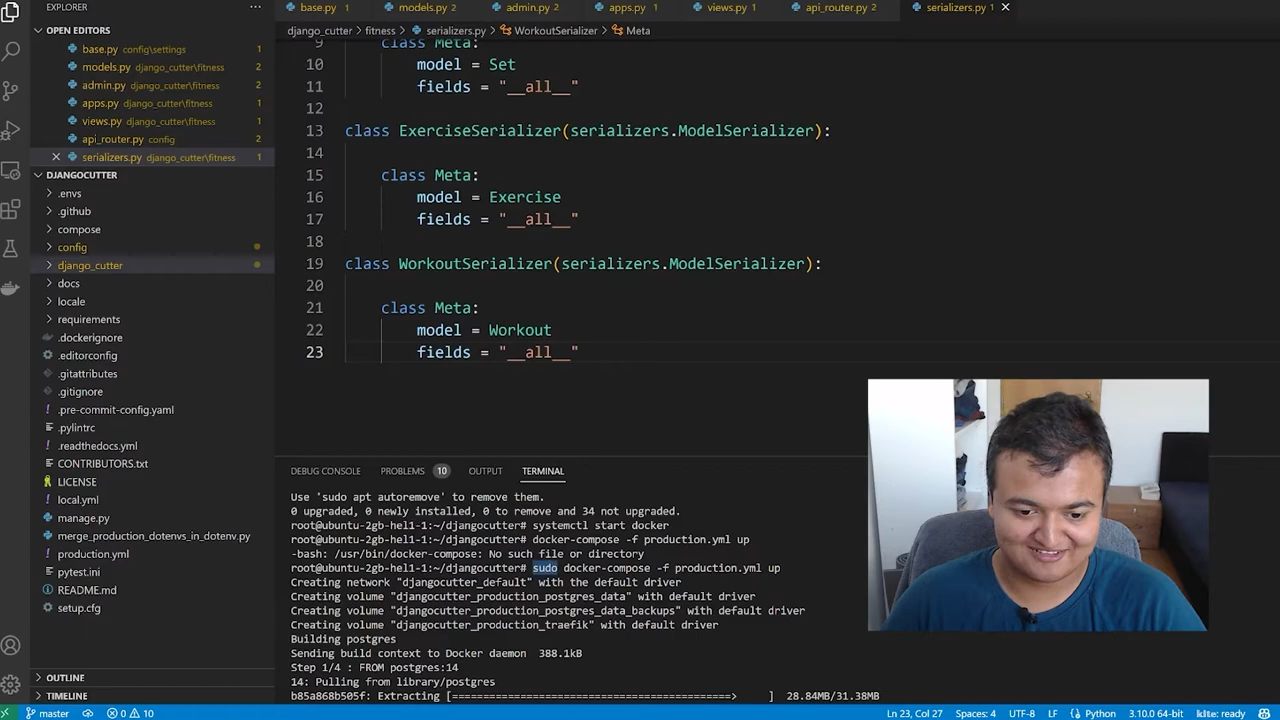 EXPLORER
base.py 1
models.py 2
admin.py 2
apps.py 1
views.py 1
api_router.py 2
serializers.py 1
OPEN EDITORS
base.py config\settings 1
models.py django_cutter\fitness 2
admin.py django_cutter\fitness 2
apps.py django_cutter\fitness 1
views.py django_cutter\fitness 1
api_router.py config 2
serializers.py django_cutter\fitness 1
DJANGOCUTTER
.envs
.github
compose
config
django_cutter
docs
locale
requirements
.dockerignore
.editorconfig
.gitattributes
.gitignore
.pre-commit-config.yaml
.pylintrc
.readthedocs.yml
CONTRIBUTORS.txt
LICENSE
local.yml
manage.py
merge_production_dotenvs_in_dotenv.py
production.yml
pytest.ini
README.md
setup.cfg
OUTLINE
TIMELINE
django_cutter > fitness > serializers.py > WorkoutSerializer > Meta
9 class Meta:
10 model = Set
11 fields = "__all__"
12
13 class ExerciseSerializer(serializers.ModelSerializer):
14
15 class Meta:
16 model = Exercise
17 fields = "__all__"
18
19 class WorkoutSerializer(serializers.ModelSerializer):
20
21 class Meta:
22 model = Workout
23 fields = "__all__"
DEBUG CONSOLE PROBLEMS 10 OUTPUT TERMINAL
Use 'sudo apt autoremove' to remove them.
0 upgraded, 0 newly installed, 0 to remove and 34 not upgraded.
root@ubuntu-2gb-hel1-1:~/djangocutter# systemctl start docker
root@ubuntu-2gb-hel1-1:~/djangocutter# docker-compose -f production.yml up
-bash: /usr/bin/docker-compose: No such file or directory
root@ubuntu-2gb-hel1-1:~/djangocutter# sudo docker-compose -f production.yml up
Creating network "djangocutter_default" with the default driver
Creating volume "djangocutter_production_postgres_data" with default driver
Creating volume "djangocutter_production_postgres_data_backups" with default driver
Creating volume "djangocutter_production_traefik" with default driver
Building postgres
Sending build context to Docker daemon 388.1kB
Step 1/4 : FROM postgres:14
14: Pulling from library/postgres
b85a868b505f: Extracting [=============================================> ] 28.84MB/31.38MB
master 0 10 Ln 23, Col 27 Spaces: 4 UTF-8 LF Python 3.10.0 64-bit kite: ready